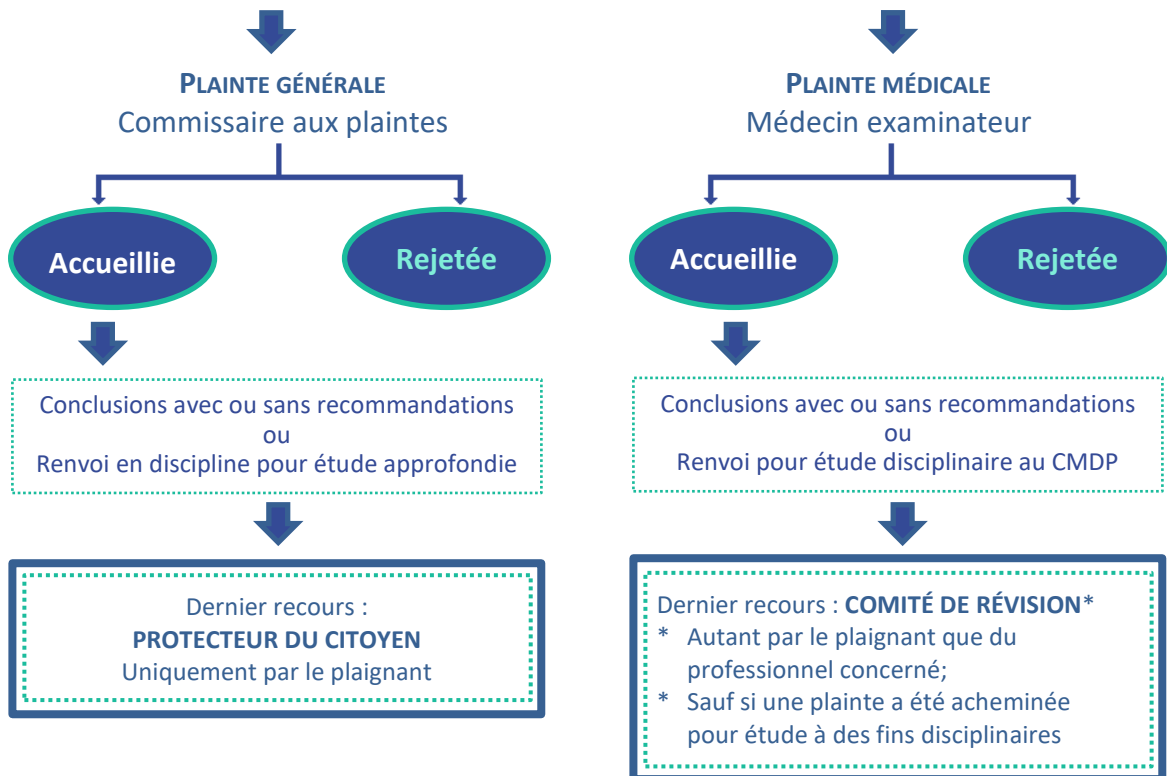 PLAINTE GÉNÉRALE
Commissaire aux plaintes
Accueillie
Rejetée
Conclusions avec ou sans recommandations
ou
Renvoi en discipline pour étude approfondie
Dernier recours :
PROTECTEUR DU CITOYEN
Uniquement par le plaignant
PLAINTE MÉDICALE
Médecin examinateur
Accueillie
Rejetée
Conclusions avec ou sans recommandations
ou
Renvoi pour étude disciplinaire au CMDP
Dernier recours : COMITÉ DE RÉVISION*
* Autant par le plaignant que du
professionnel concerné;
* Sauf si une plainte a été acheminée
pour étude à des fins disciplinaires